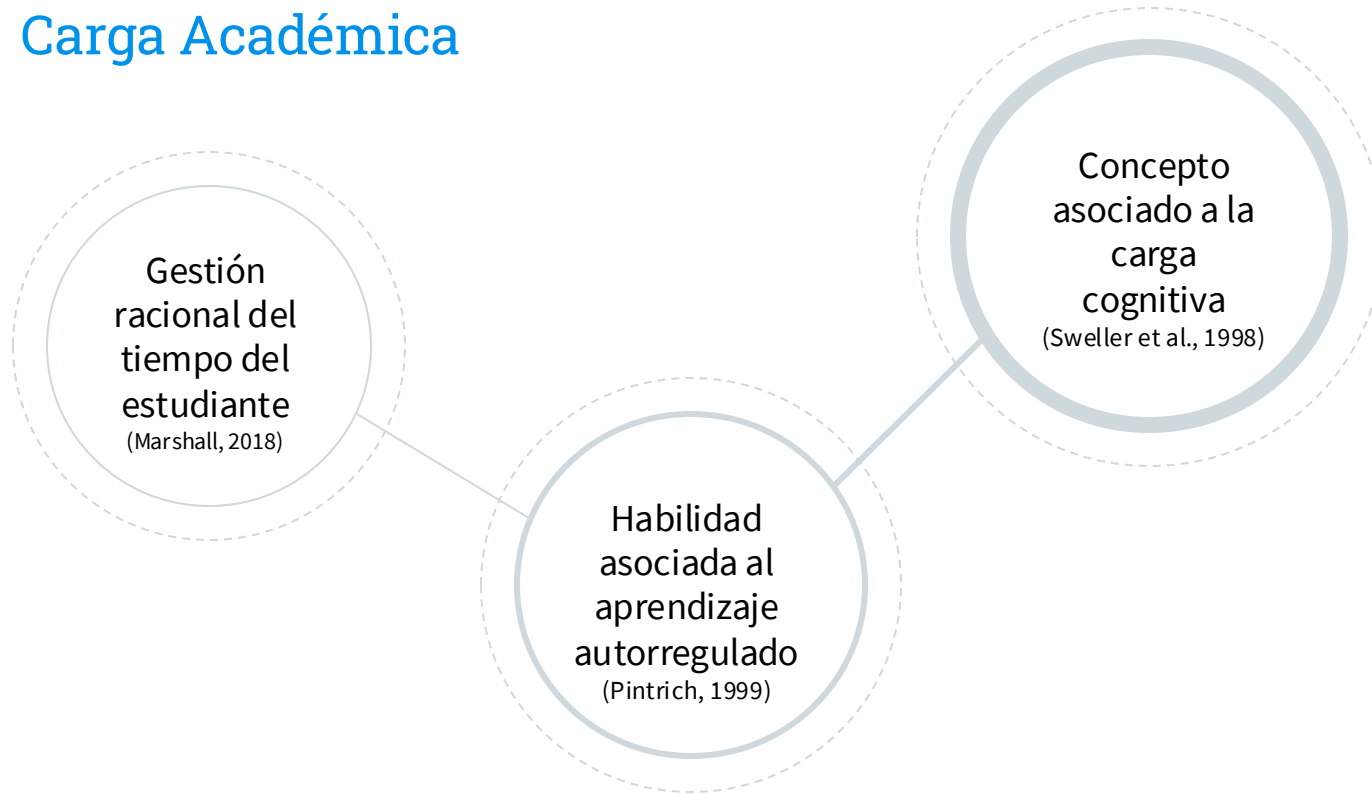 Carga Académica
Gestión
racional del
tiempo del
estudiante
(Marshall, 2018)
Habilidad
asociada al
aprendizaje
autorregulado
(Pintrich, 1999)
Concepto
asociado a la
carga
cognitiva
(Sweller et al., 1998)